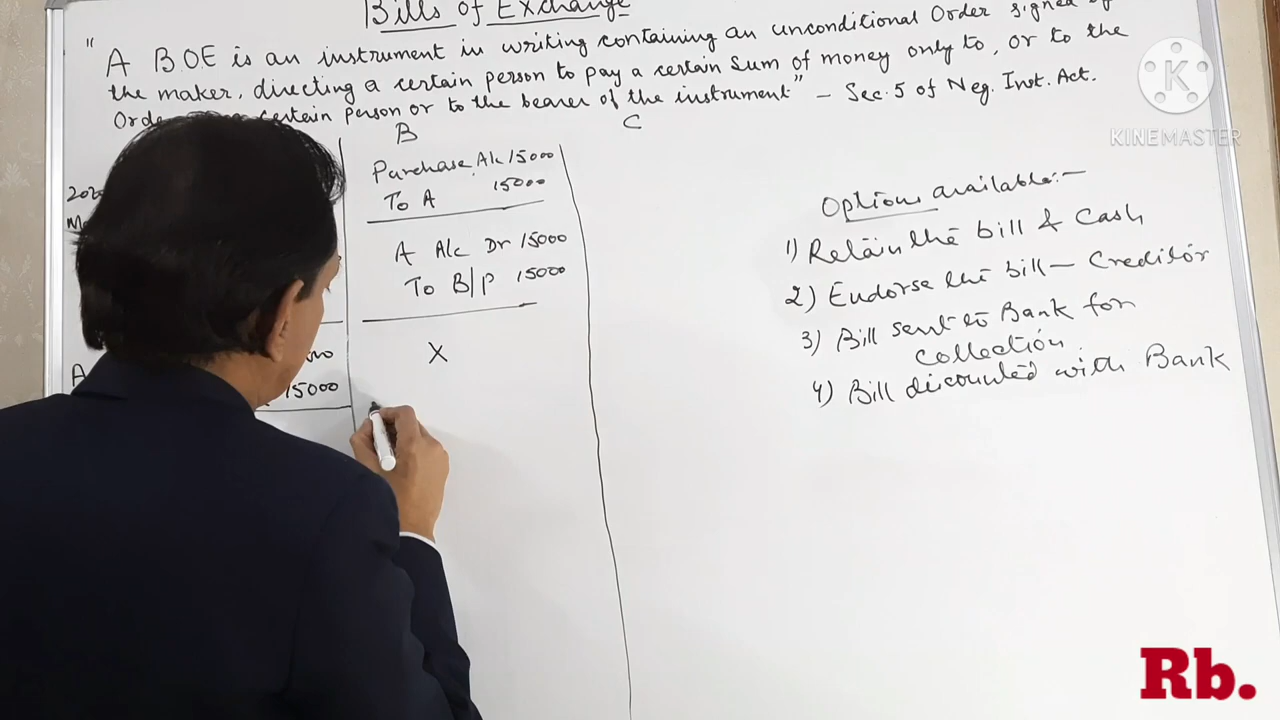 Bills of Exchange
" A B.O.E is an instrument in writing containing an unconditional Order signed by
the maker, directing a certain person to pay a certain sum of money only to, or to the
Order certain person or to the bearer of the instrument" - Sec. 5 of Neg. Inst. Act.
B
C
Purchase A/c 15000
To A 15000
A A/c Dr 15000
To B/P 15000
X
15000
Options available:-
1) Retain the bill & Cash
2) Endorse the bill - Creditor
3) Bill sent to Bank for
collection
4) Bill discounted with Bank
K
KINEMASTER
Rb.